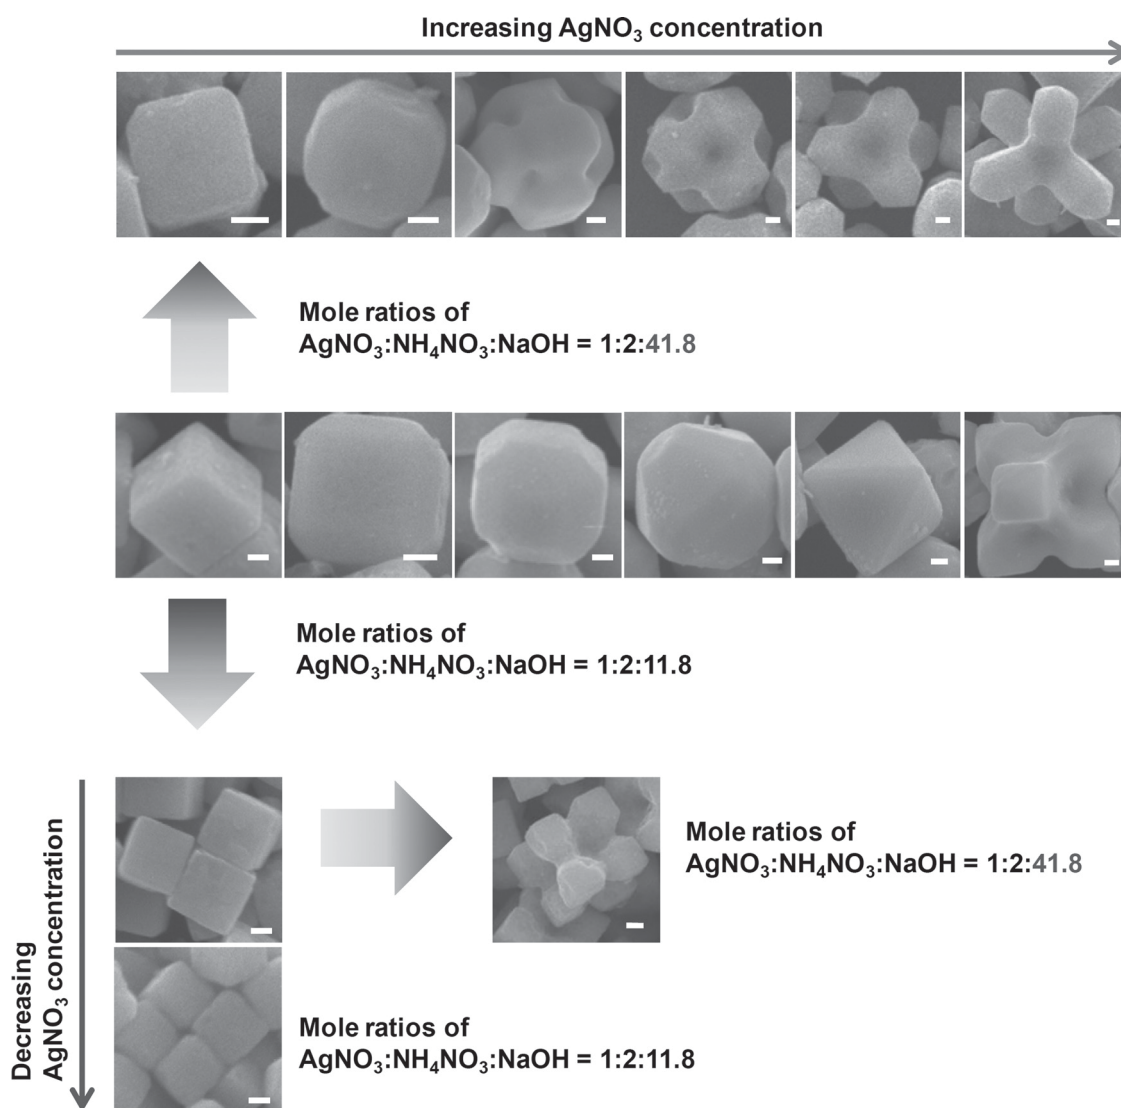 Increasing AgNO₃ concentration
Mole ratios of
AgNO₃:NH₄NO₃:NaOH = 1:2:41.8
Mole ratios of
AgNO₃:NH₄NO₃:NaOH = 1:2:11.8
Decreasing
AgNO₃ concentration
Mole ratios of
AgNO₃:NH₄NO₃:NaOH = 1:2:41.8
Mole ratios of
AgNO₃:NH₄NO₃:NaOH = 1:2:11.8